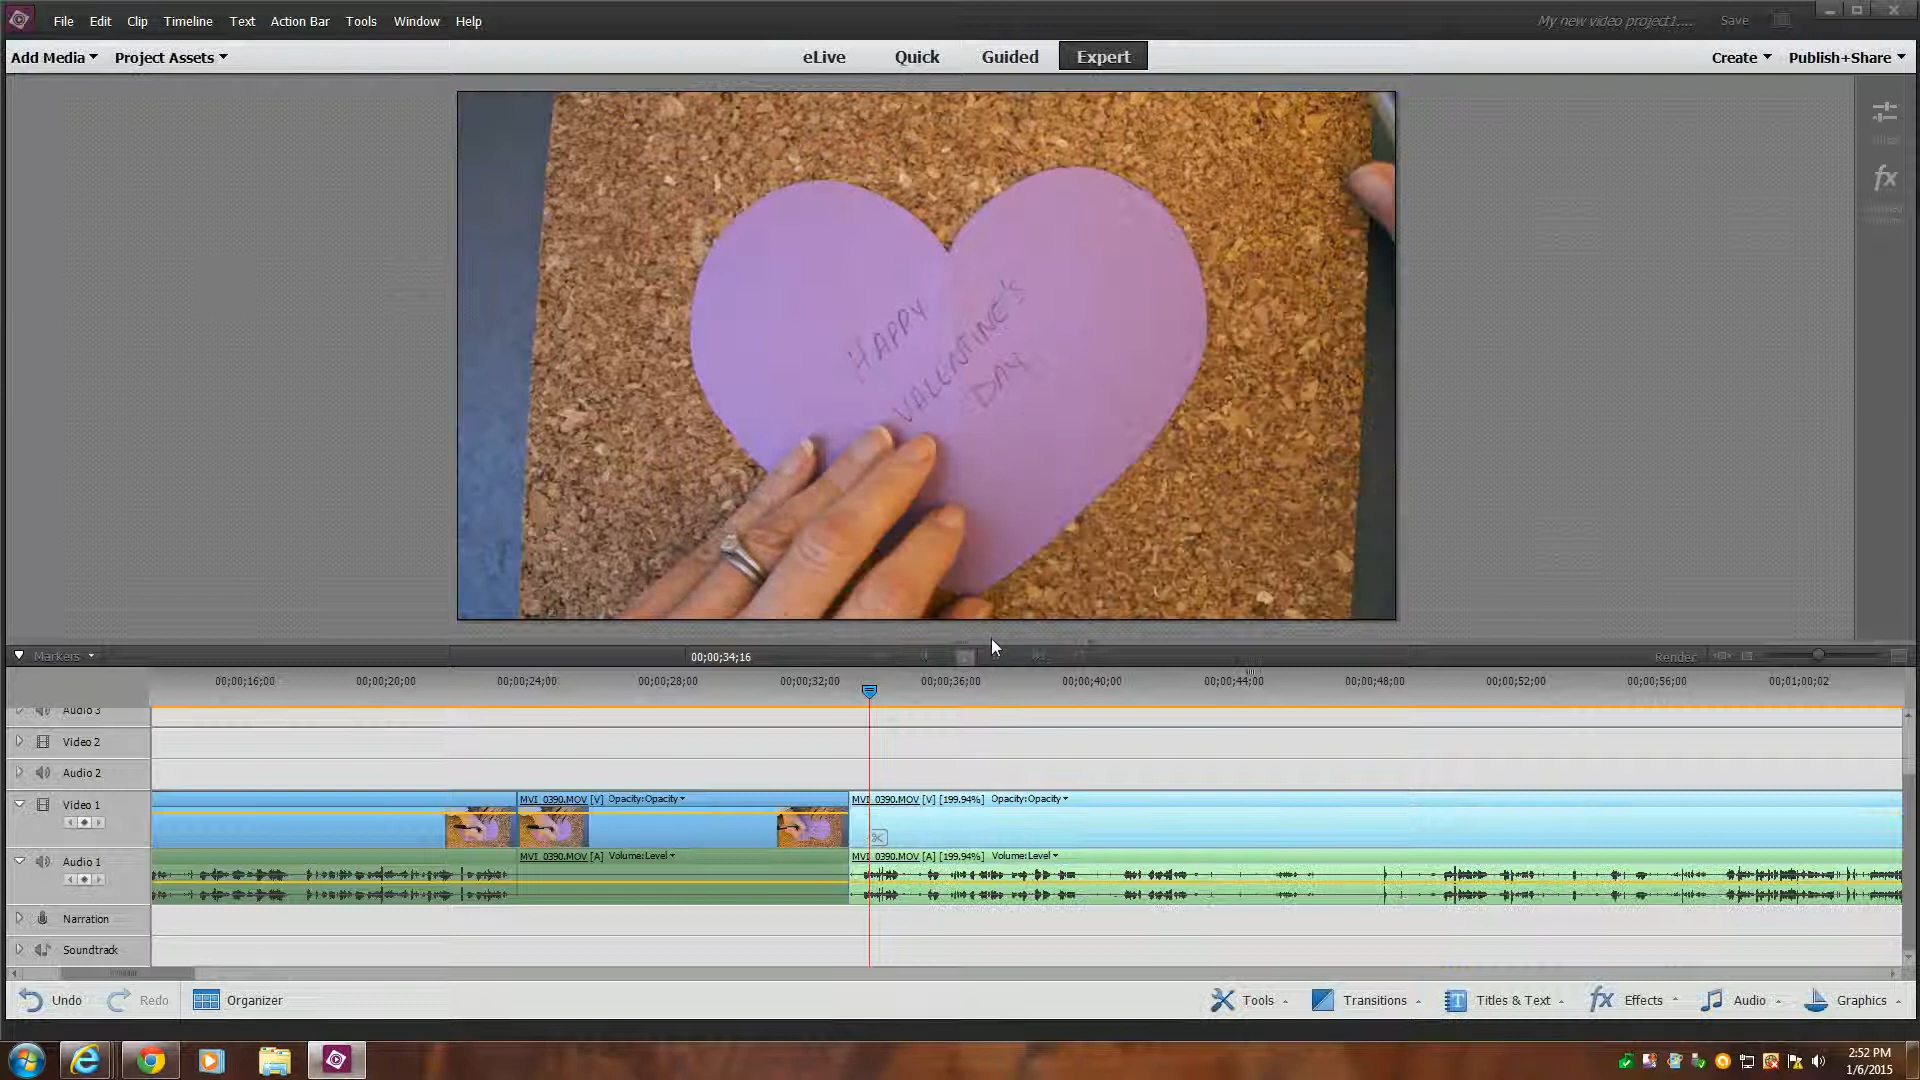 File Edit Clip Timeline Text Action Bar Tools Window Help
My new video project1....
Save
Add Media
Project Assets
eLive
Quick
Guided
Expert
Create
Publish+Share
fx
HAPPY
VALENTINE'S
DAY
Markers
00;00;34;16
Render
00;00;16;00 00;00;20;00 00;00;24;00 00;00;28;00 00;00;32;00 00;00;36;00 00;00;40;00 00;00;44;00 00;00;48;00 00;00;52;00 00;00;56;00 00;01;00;02
Audio 3
Video 2
Audio 2
Video 1
MVI_0390.MOV [V] Opacity:Opacity
MVI_0390.MOV [V] [199.94%] Opacity:Opacity
Audio 1
MVI_0390.MOV [A] Volume:Level
MVI_0390.MOV [A] [199.94%] Volume:Level
Narration
Soundtrack
Undo
Redo
Organizer
Tools
Transitions
Titles & Text
fx Effects
Audio
Graphics
2:52 PM
1/6/2015